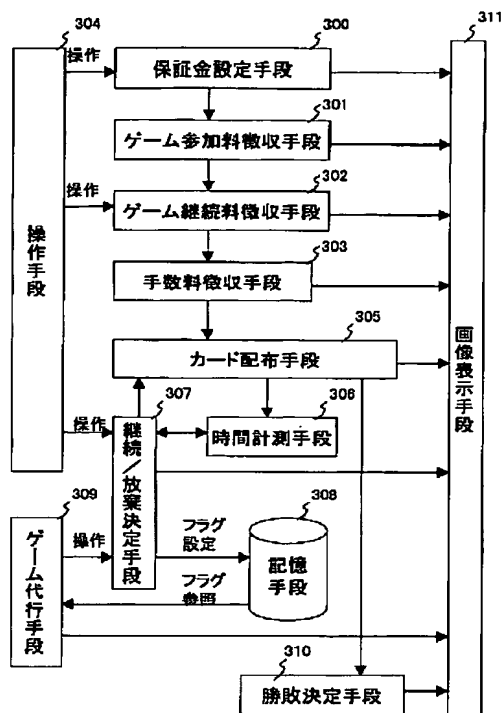 304
操作
300
保証金設定手段
311
301
ゲーム参加料徴収手段
操作
302
ゲーム継続料徴収手段
操作手段
303
手数料徴収手段
305
カード配布手段
画像表示手段
307
306
操作
継続/放棄決定手段
時間計測手段
309
308
ゲーム代行手段
操作
フラグ
設定
記憶
手段
フラグ
参照
310
勝敗決定手段